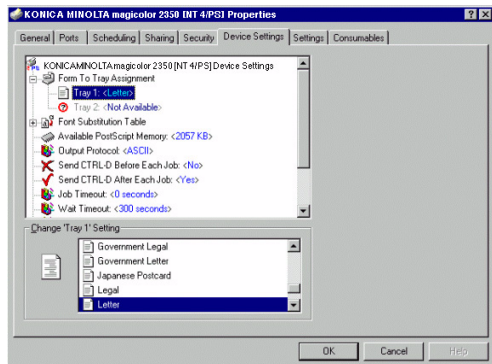 KONICA MINOLTA magicolor 2350 [NT 4/PS] Properties
General Ports Scheduling Sharing Security Device Settings Settings Consumables
KONICAMINOLTA magicolor 2350 [NT 4/PS] Device Settings
Form To Tray Assignment
Tray 1: <Letter>
Tray 2: <Not Available>
Font Substitution Table
Available PostScript Memory: <2057 KB>
Output Protocol: <ASCII>
Send CTRL-D Before Each Job: <No>
Send CTRL-D After Each Job: <Yes>
Job Timeout: <0 seconds>
Wait Timeout: <300 seconds>
Change 'Tray 1' Setting
Government Legal
Government Letter
Japanese Postcard
Legal
Letter
OK Cancel Help